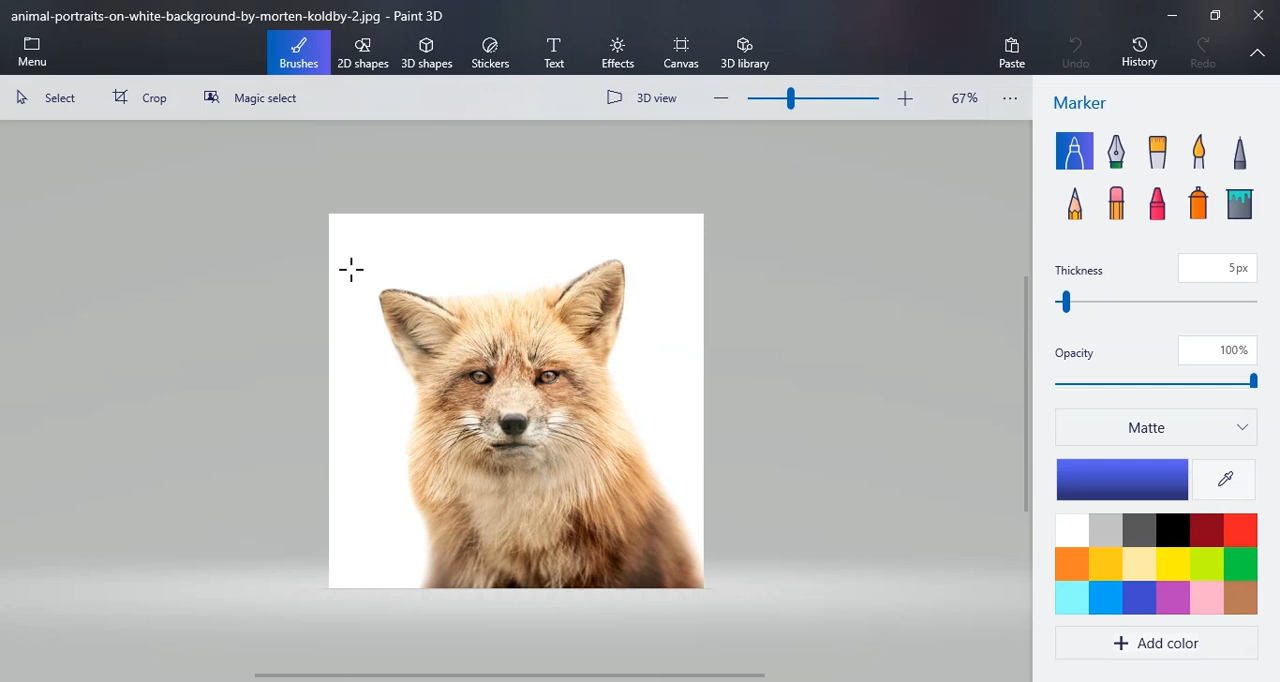 animal-portraits-on-white-background-by-morten-koldby-2.jpg - Paint 3D
Menu
Brushes
2D shapes
3D shapes
Stickers
Text
Effects
Canvas
3D library
Paste
Undo
History
Redo
Select
Crop
Magic select
3D view
67%
Marker
Thickness
5px
Opacity
100%
Matte
Add color